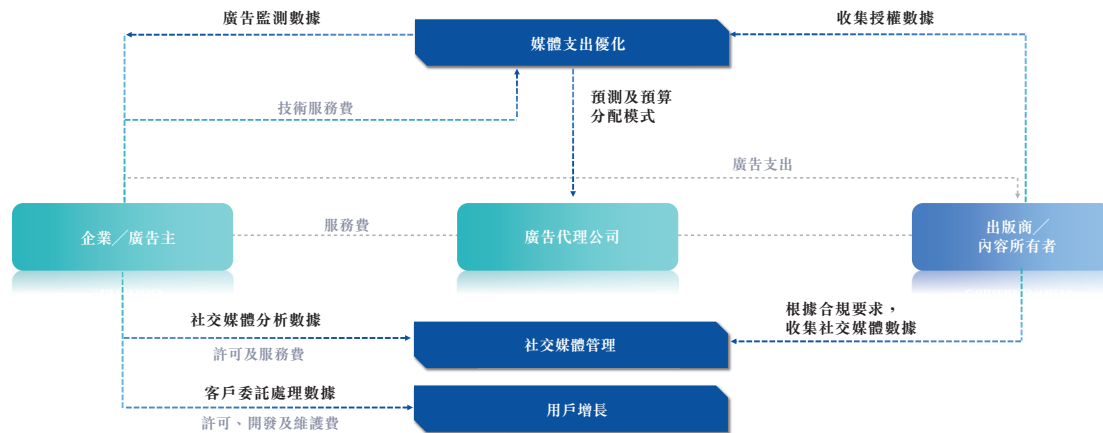 廣告監測數據
收集授權數據
媒體支出優化
技術服務費
預測及預算
分配模式
廣告支出
企業／廣告主
服務費
廣告代理公司
出版商／
內容所有者
社交媒體分析數據
許可及服務費
社交媒體管理
根據合規要求，
收集社交媒體數據
客戶委託處理數據
許可、開發及維護費
用戶增長